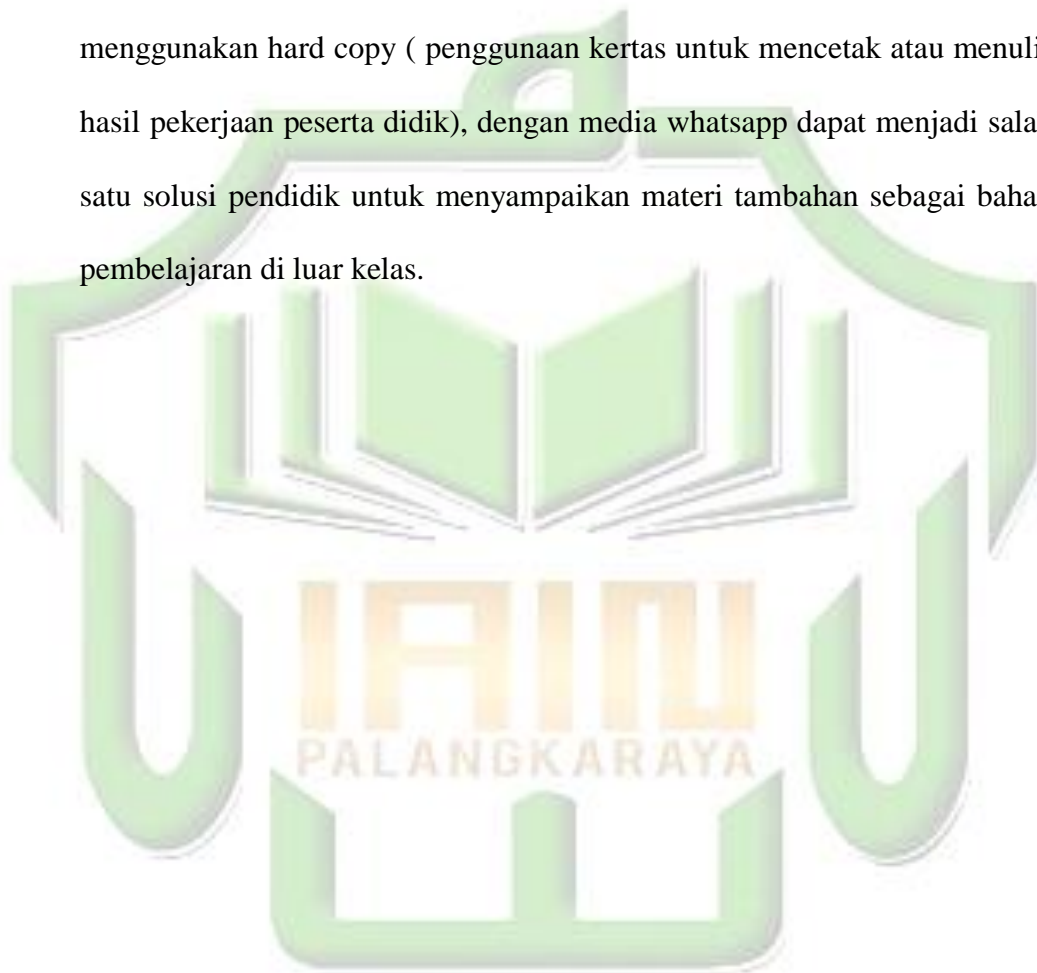 menggunakan hard copy ( penggunaan kertas untuk mencetak atau menuli
hasil pekerjaan peserta didik), dengan media whatsapp dapat menjadi sala
satu solusi pendidik untuk menyampaikan materi tambahan sebagai baha
pembelajaran di luar kelas.
IAIN
PALANGKARAYA